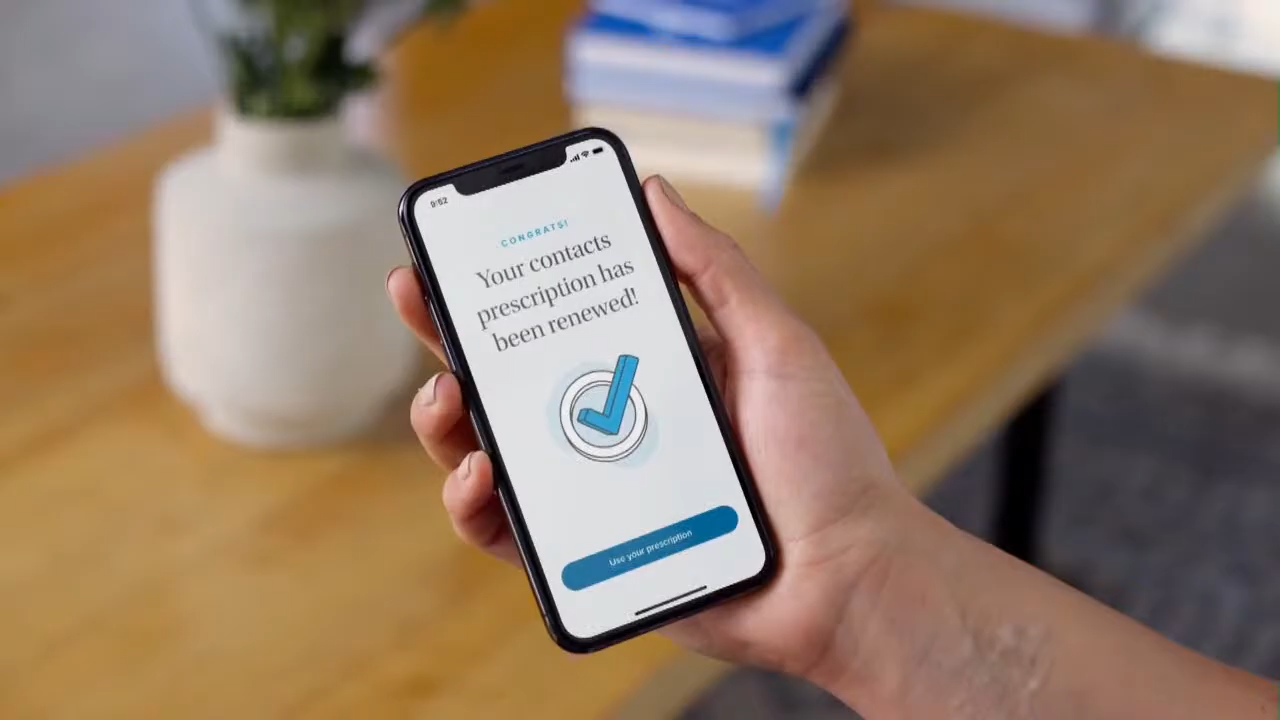 9:52
CONGRATS!
Your contacts
prescription has
been renewed!
Use your prescription